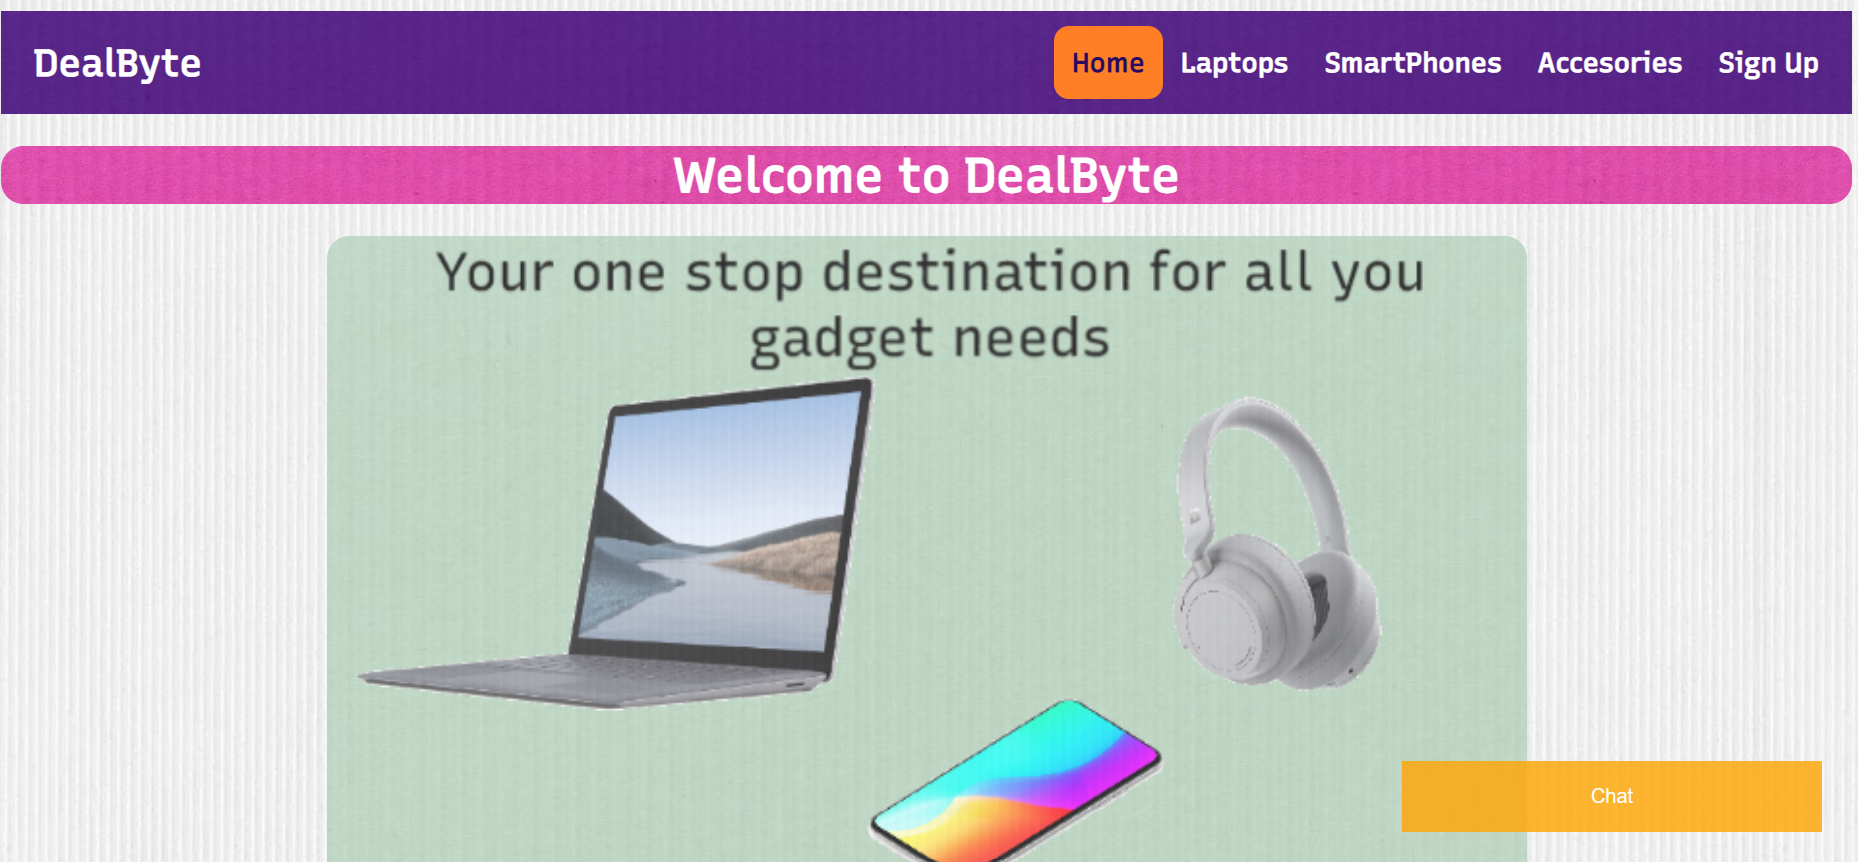 DealByte
Home Laptops SmartPhones Accesories Sign Up
Welcome to DealByte
Your one stop destination for all you
gadget needs
Chat